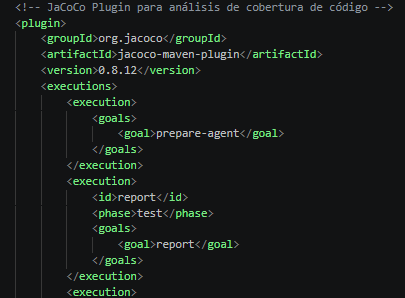 <!-- JaCoCo Plugin para análisis de cobertura de código -->
<plugin>
<groupId>org.jacoco</groupId>
<artifactId>jacoco-maven-plugin</artifactId>
<version>0.8.12</version>
<executions>
<execution>
<goals>
<goal>prepare-agent</goal>
</goals>
</execution>
<execution>
<id>report</id>
<phase>test</phase>
<goals>
<goal>report</goal>
</goals>
</execution>
<execution>